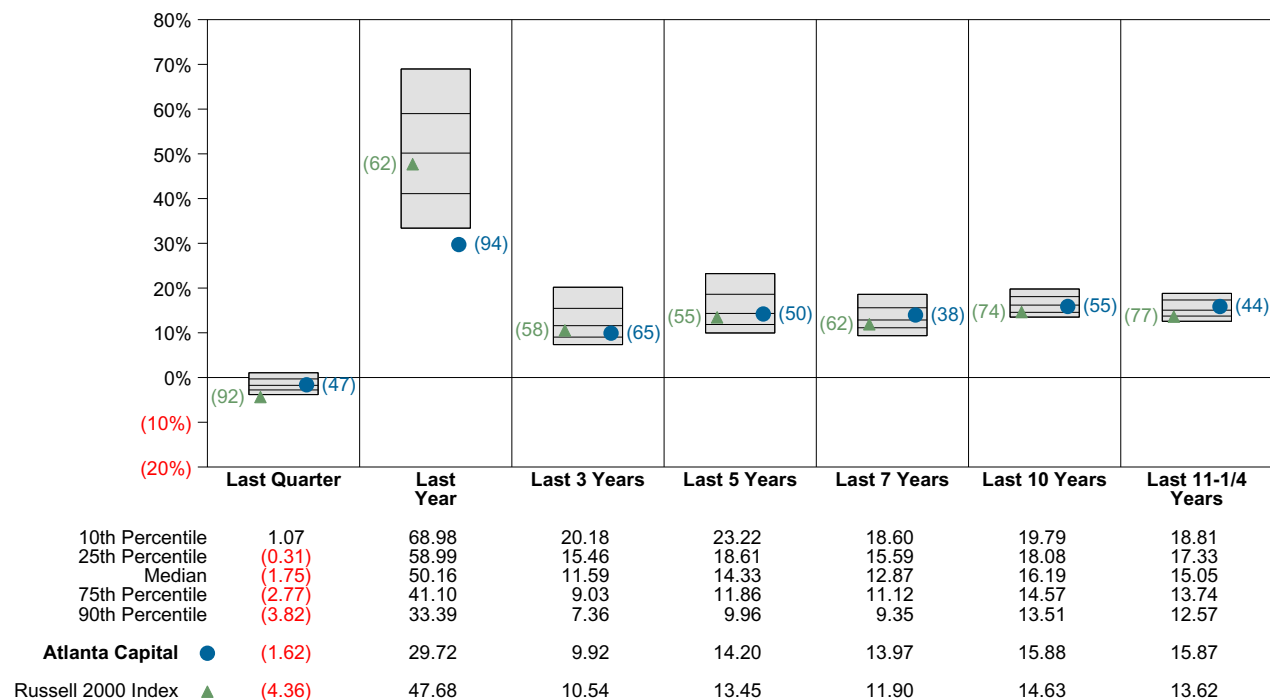 80%
70%
60%
50%
40%
30%
20%
10%
0%
(10%)
(20%)
(92)
(47)
(62)
(94)
(58)
(65)
(55)
(50)
(62)
(38)
(74)
(55)
(77)
(44)
Last Quarter
Last
Year
Last 3 Years
Last 5 Years
Last 7 Years
Last 10 Years
Last 11-1/4
Years
10th Percentile 1.07 68.98 20.18 23.22 18.60 19.79 18.81
25th Percentile (0.31) 58.99 15.46 18.61 15.59 18.08 17.33
Median (1.75) 50.16 11.59 14.33 12.87 16.19 15.05
75th Percentile (2.77) 41.10 9.03 11.86 11.12 14.57 13.74
90th Percentile (3.82) 33.39 7.36 9.96 9.35 13.51 12.57
Atlanta Capital (1.62) 29.72 9.92 14.20 13.97 15.88 15.87
Russell 2000 Index (4.36) 47.68 10.54 13.45 11.90 14.63 13.62